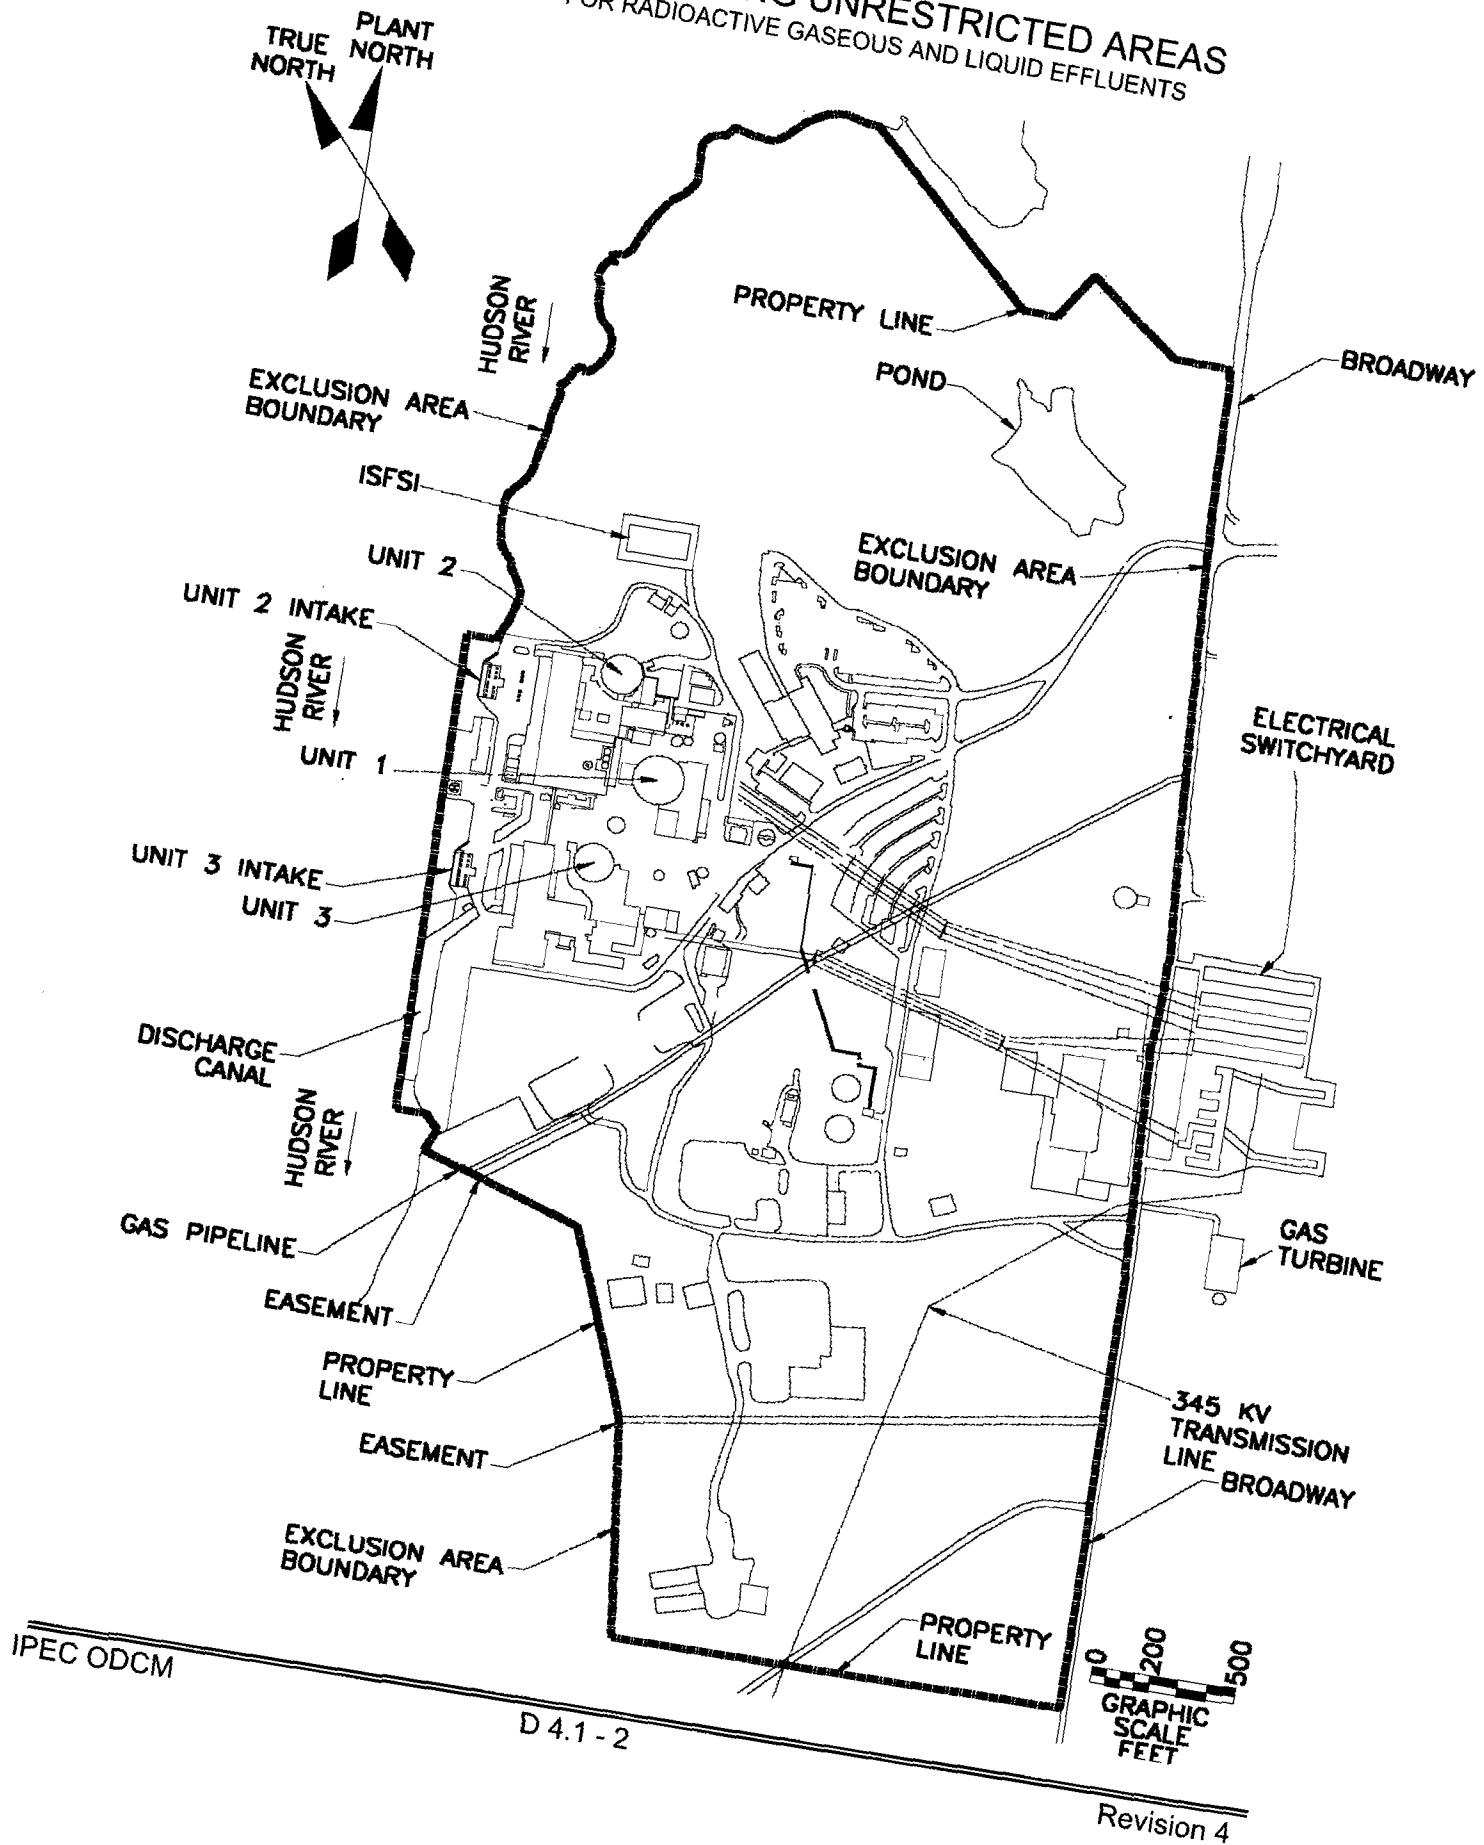 UNRESTRICTED AREAS
FOR RADIOACTIVE GASEOUS AND LIQUID EFFLUENTS
TRUE
NORTH
PLANT
NORTH
HUDSON
RIVER
PROPERTY LINE
BROADWAY
POND
EXCLUSION AREA
BOUNDARY
ISFSI
UNIT 2
EXCLUSION AREA
BOUNDARY
UNIT 2 INTAKE
HUDSON
RIVER
ELECTRICAL
SWITCHYARD
UNIT 1
UNIT 3 INTAKE
UNIT 3
DISCHARGE
CANAL
HUDSON
RIVER
GAS PIPELINE
GAS
TURBINE
EASEMENT
PROPERTY
LINE
345 KV
TRANSMISSION
LINE
EASEMENT
BROADWAY
EXCLUSION AREA
BOUNDARY
PROPERTY
LINE
0 200 500
GRAPHIC
SCALE
FEET
IPEC ODCM
D 4.1 - 2
Revision 4